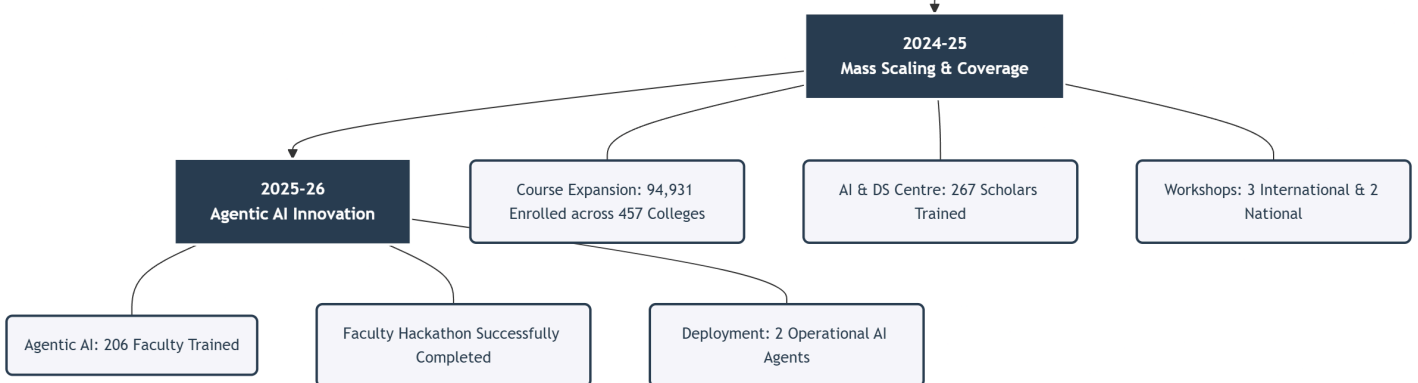 2024-25
Mass Scaling & Coverage
2025-26
Agentic AI Innovation
Course Expansion: 94,931
Enrolled across 457 Colleges
AI & DS Centre: 267 Scholars
Trained
Workshops: 3 International & 2
National
Agentic AI: 206 Faculty Trained
Faculty Hackathon Successfully
Completed
Deployment: 2 Operational AI
Agents